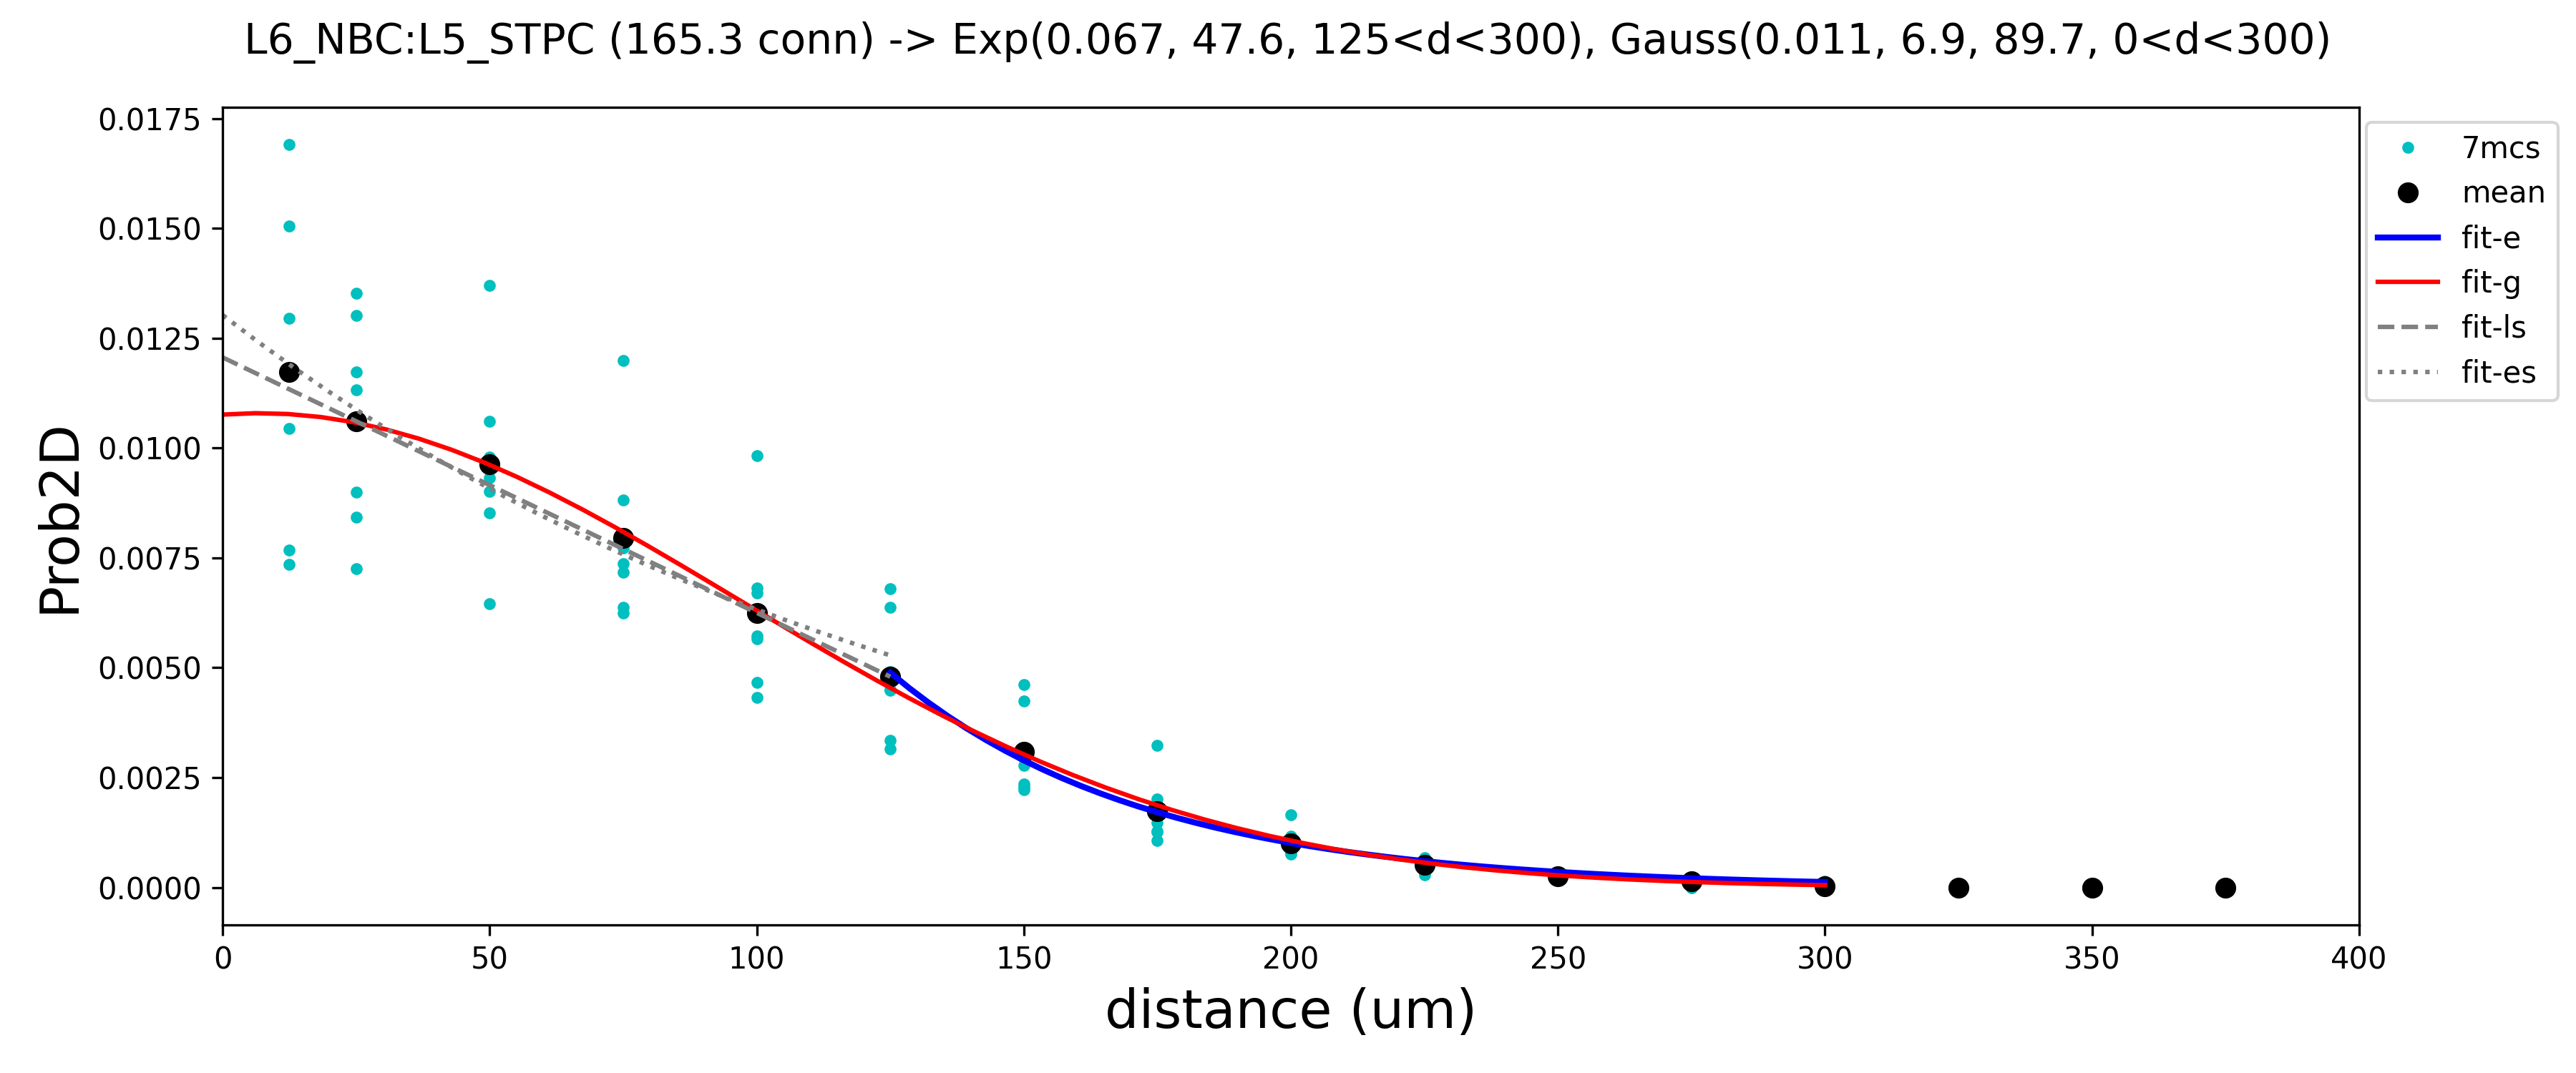 L6_NBC:L5_STPC (165.3 conn) -> Exp(0.067, 47.6, 125<d<300), Gauss(0.011, 6.9, 89.7, 0<d<300)
0.0175
0.0150
0.0125
0.0100
0.0075
0.0050
0.0025
0.0000
Prob2D
0 50 100 150 200 250 300 350 400
distance (um)
7mcs
mean
fit-e
fit-g
fit-ls
fit-es